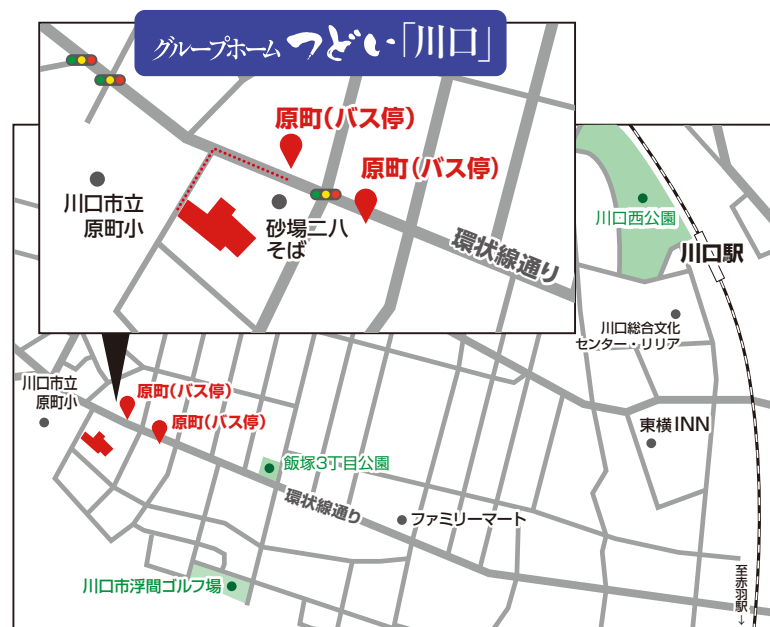 グループホーム つどい「川口」
原町(バス停)
原町(バス停)
川口市立
原町小
砂場二八
そば
環状線通り
川口西公園
川口駅
川口総合文化
センター・リリア
川口市立
原町小
原町(バス停)
原町(バス停)
東横INN
飯塚3丁目公園
環状線通り
ファミリーマート
川口市浮間ゴルフ場
至赤羽駅→